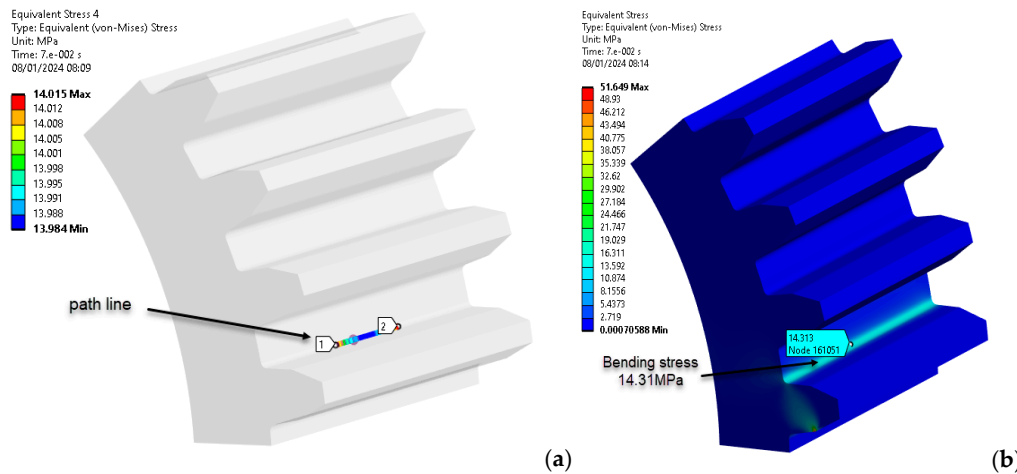 Equivalent Stress 4
Type: Equivalent (von-Mises) Stress
Unit: MPa
Time: 7.e-002 s
08/01/2024 08:09
14.015 Max
14.012
14.008
14.005
14.001
13.998
13.995
13.991
13.988
13.984 Min
path line
1
2
(a)
Equivalent Stress
Type: Equivalent (von-Mises) Stress
Unit: MPa
Time: 7.e-002 s
08/01/2024 08:14
51.649 Max
48.93
46.212
43.494
40.775
38.057
35.339
32.62
29.902
27.184
24.466
21.747
19.029
16.311
13.592
10.874
8.1556
5.4373
2.719
0.00070588 Min
14.313
Node 161051
Bending stress
14.31MPa
(b)